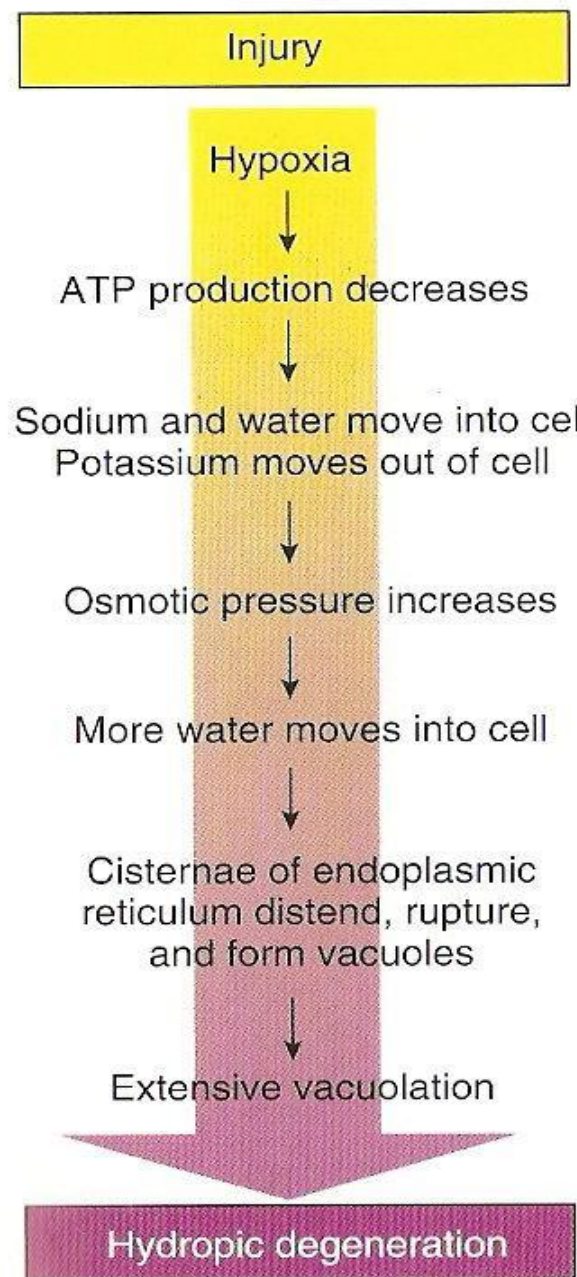 Injury
Hypoxia
ATP production decreases
Sodium and water move into cel
Potassium moves out of cell
Osmotic pressure increases
More water moves into cell
Cisternae of endoplasmic
reticulum distend, rupture,
and form vacuoles
Extensive vacuolation
Hydropic degeneration